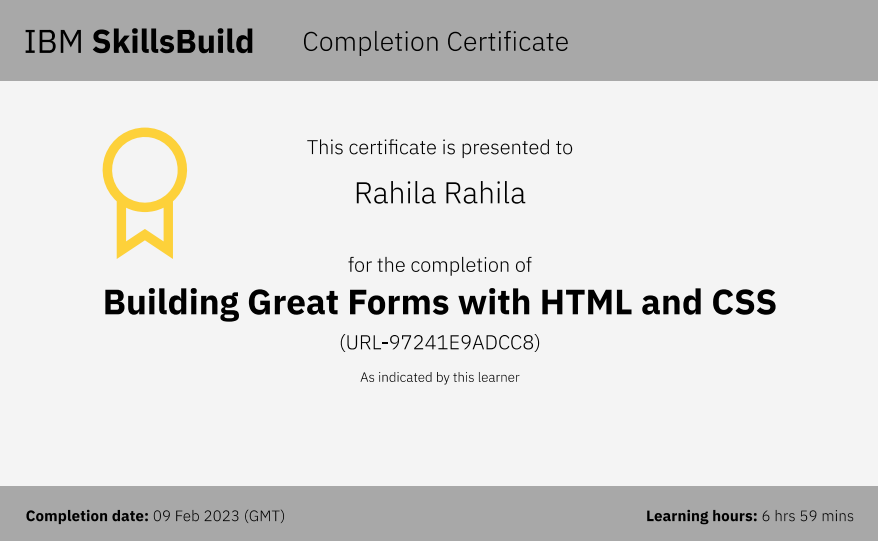 IBM SkillsBuild Completion Certificate
This certificate is presented to
Rahila Rahila
for the completion of
Building Great Forms with HTML and CSS
(URL-97241E9ADCC8)
As indicated by this learner
Completion date: 09 Feb 2023 (GMT)
Learning hours: 6 hrs 59 mins